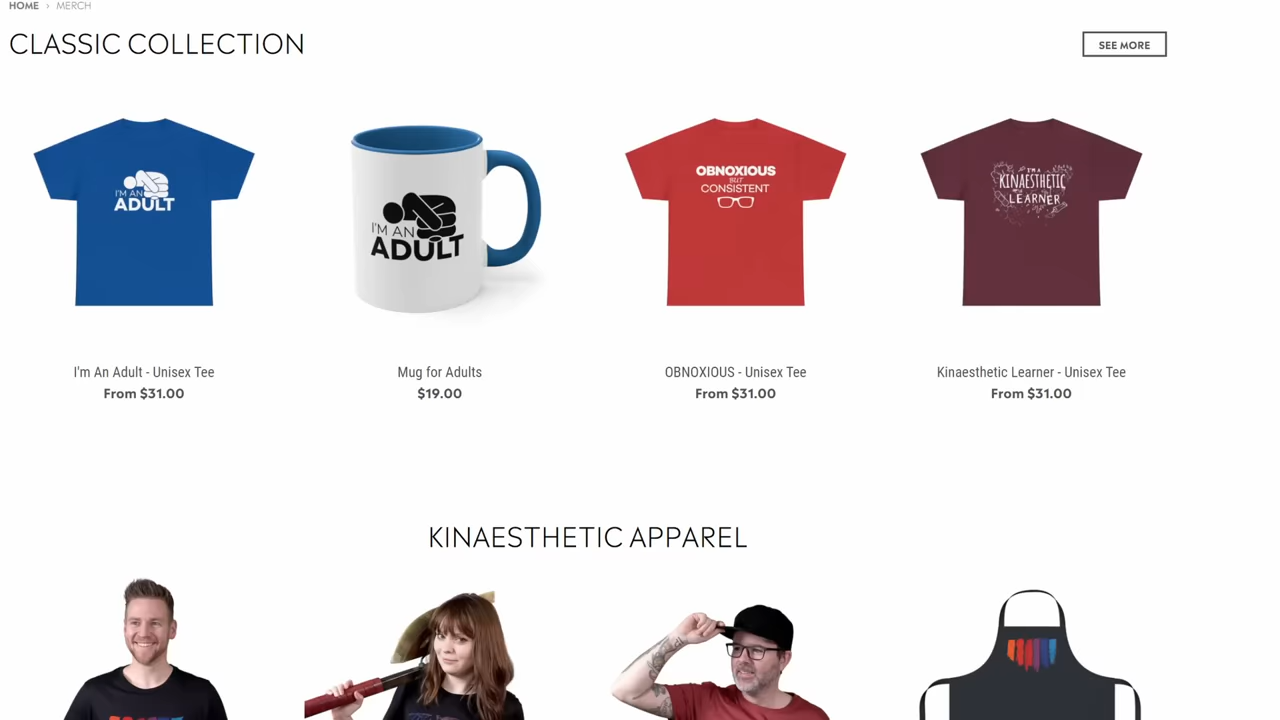 HOME › MERCH
CLASSIC COLLECTION
SEE MORE
I'M AN
ADULT
I'M AN
ADULT
OBNOXIOUS
BUT
CONSISTENT
I'M A
KINAESTHETIC
LEARNER
I'm An Adult - Unisex Tee
From $31.00
Mug for Adults
$19.00
OBNOXIOUS - Unisex Tee
From $31.00
Kinaesthetic Learner - Unisex Tee
From $31.00
KINAESTHETIC APPAREL